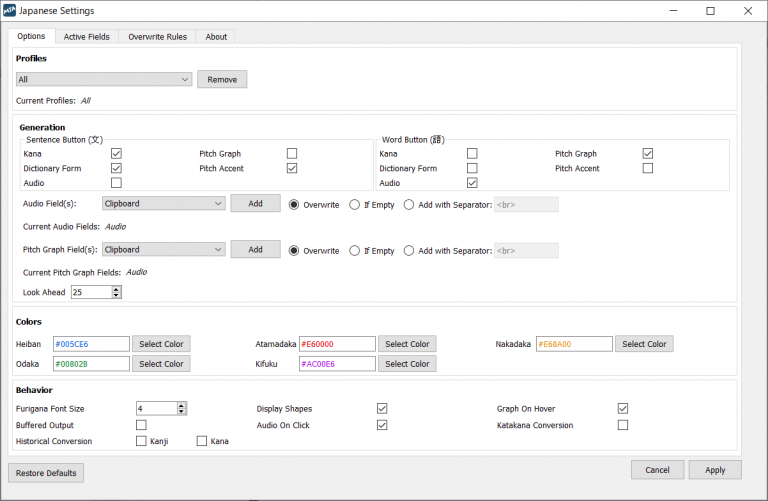 MIA Japanese Settings
Options Active Fields Overwrite Rules About
Profiles
All Remove
Current Profiles: All
Generation
Sentence Button (文) Word Button (語)
Kana Pitch Graph Kana Pitch Graph
Dictionary Form Pitch Accent Dictionary Form Pitch Accent
Audio Audio
Audio Field(s): Clipboard Add Overwrite If Empty Add with Separator: <br>
Current Audio Fields: Audio
Pitch Graph Field(s): Clipboard Add Overwrite If Empty Add with Separator: <br>
Current Pitch Graph Fields: Audio
Look Ahead 25
Colors
Heiban #005CE6 Select Color Atamadaka #E60000 Select Color Nakadaka #E68A00 Select Color
Odaka #00802B Select Color Kifuku #AC00E6 Select Color
Behavior
Furigana Font Size 4 Display Shapes Graph On Hover
Buffered Output Audio On Click Katakana Conversion
Historical Conversion Kanji Kana
Restore Defaults Cancel Apply